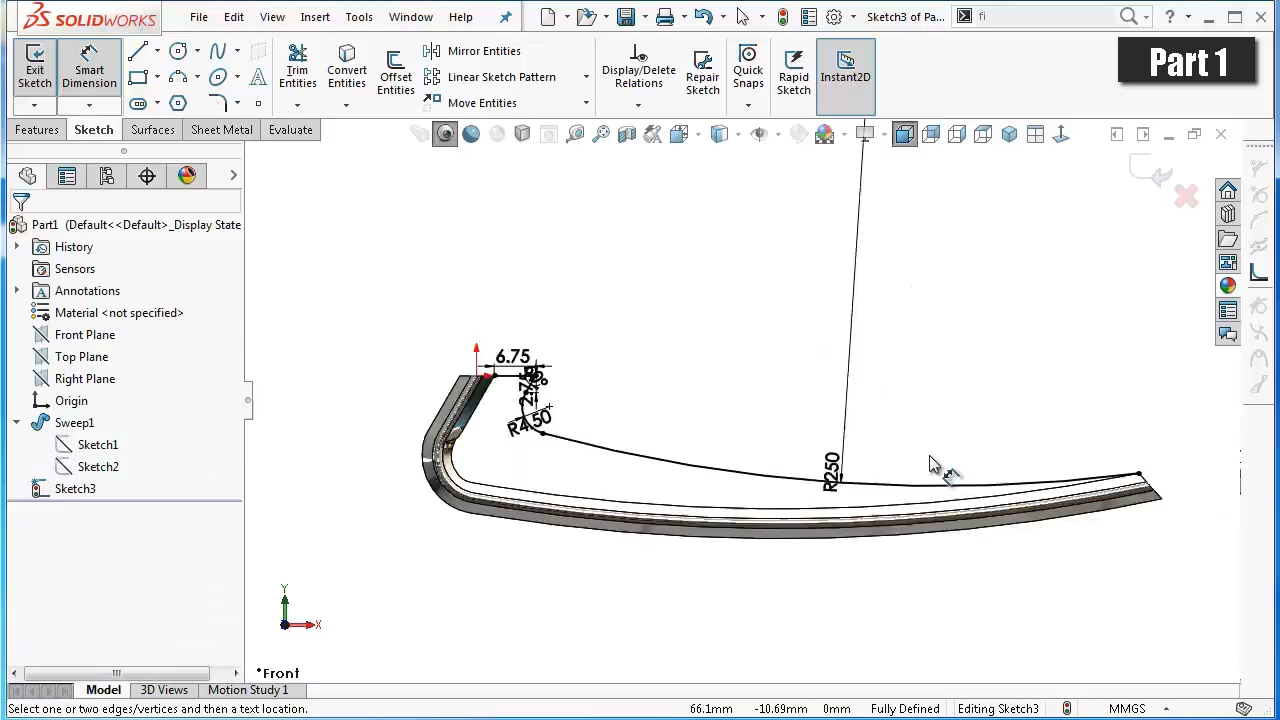 SOLIDWORKS File Edit View Insert Tools Window Help Sketch3 of Pa... fi ?
Exit Sketch
Smart Dimension
Trim Entities
Convert Entities
Offset Entities
Mirror Entities
Linear Sketch Pattern
Move Entities
Display/Delete Relations
Repair Sketch
Quick Snaps
Rapid Sketch
Instant2D
Part 1
Features Sketch Surfaces Sheet Metal Evaluate
Part1 (Default<<Default>_Display State
History
Sensors
Annotations
Material <not specified>
Front Plane
Top Plane
Right Plane
Origin
Sweep1
Sketch1
Sketch2
Sketch3
6.75
R4.50
R250
Y
X
*Front
Model 3D Views Motion Study 1
Select one or two edges/vertices and then a text location. 66.1mm -10.69mm 0mm Fully Defined Editing Sketch3 MMGS